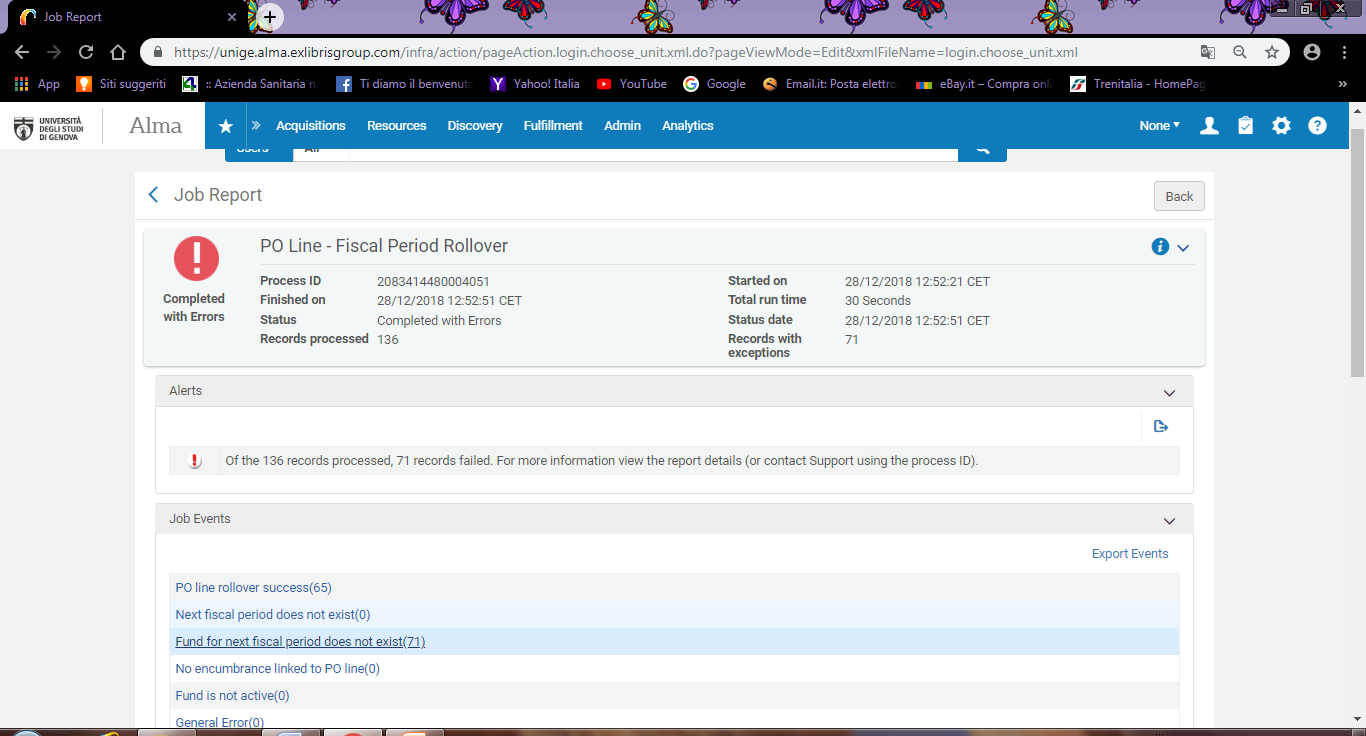 Job Report
https://unige.alma.exlibrisgroup.com/infra/action/pageAction.login.choose_unit.xml.do?pageViewMode=Edit&xmlFileName=login.choose_unit.xml
App Siti suggeriti :: Azienda Sanitaria n. Ti diamo il benvenuto Yahoo! Italia YouTube Google Email.it: Posta elettro eBay.it – Compra onli Trenitalia - HomePag
UNIVERSITÀ
DEGLI STUDI
DI GENOVA
Alma Acquisitions Resources Discovery Fulfillment Admin Analytics None
Users All
Job Report Back
PO Line - Fiscal Period Rollover
Completed
with Errors
Process ID 2083414480004051 Started on 28/12/2018 12:52:21 CET
Finished on 28/12/2018 12:52:51 CET Total run time 30 Seconds
Status Completed with Errors Status date 28/12/2018 12:52:51 CET
Records processed 136 Records with exceptions 71
Alerts
Of the 136 records processed, 71 records failed. For more information view the report details (or contact Support using the process ID).
Job Events
Export Events
PO line rollover success(65)
Next fiscal period does not exist(0)
Fund for next fiscal period does not exist(71)
No encumbrance linked to PO line(0)
Fund is not active(0)
General Error(0)